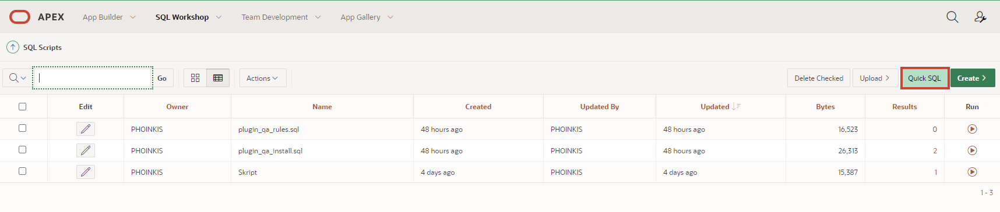 APEX App Builder SQL Workshop Team Development App Gallery
SQL Scripts
Go Actions Delete Checked Upload Quick SQL Create
Edit Owner Name Created Updated By Updated Bytes Results Run
PHOINKIS plugin_qa_rules.sql 48 hours ago PHOINKIS 48 hours ago 16,523 0
PHOINKIS plugin_qa_install.sql 48 hours ago PHOINKIS 48 hours ago 26,313 2
PHOINKIS Skript 4 days ago PHOINKIS 4 days ago 15,387 1
1 - 3